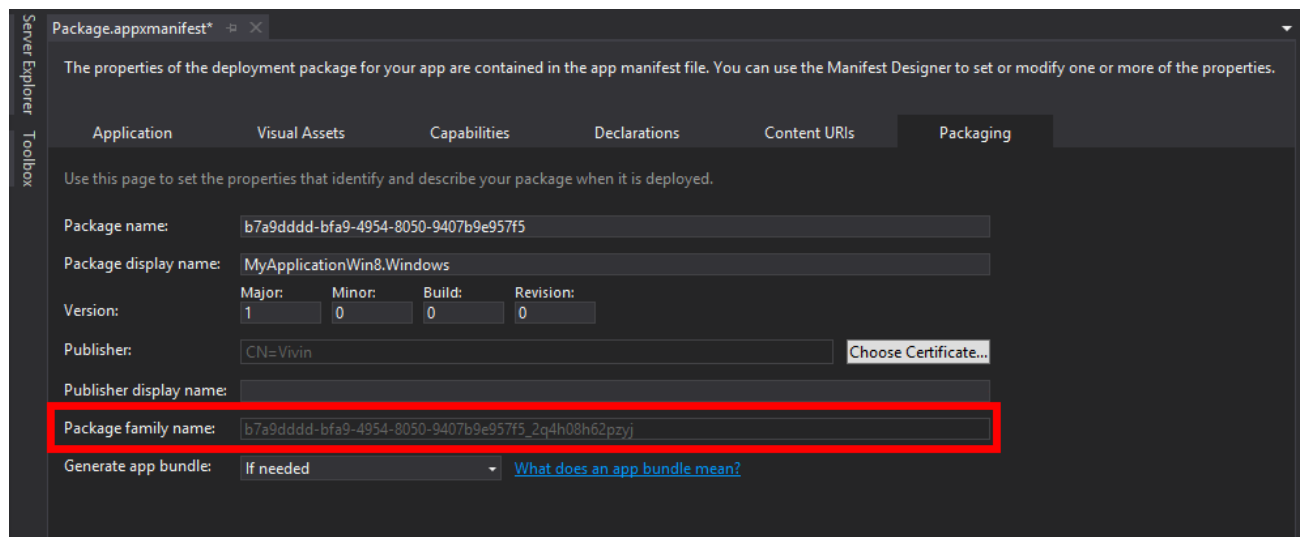 Server Explorer
Toolbox
Package.appxmanifest*
The properties of the deployment package for your app are contained in the app manifest file. You can use the Manifest Designer to set or modify one or more of the properties.
Application Visual Assets Capabilities Declarations Content URIs Packaging
Use this page to set the properties that identify and describe your package when it is deployed.
Package name: b7a9dddd-bfa9-4954-8050-9407b9e957f5
Package display name: MyApplicationWin8.Windows
Major: Minor: Build: Revision:
Version: 1 0 0 0
Publisher: CN=Vivin Choose Certificate...
Publisher display name:
Package family name: b7a9dddd-bfa9-4954-8050-9407b9e957f5_2q4h08h62pzyj
Generate app bundle: If needed What does an app bundle mean?